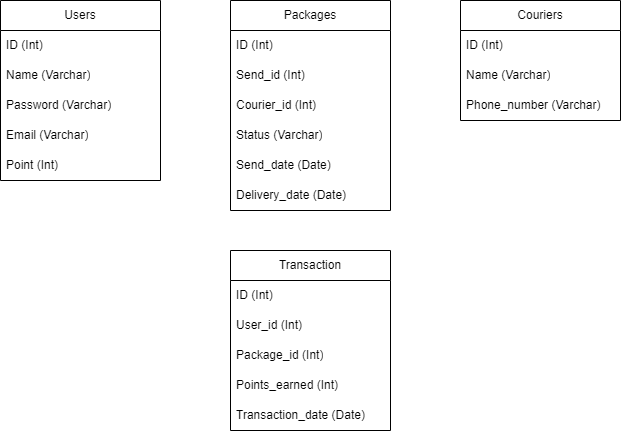 Users
ID (Int)
Name (Varchar)
Password (Varchar)
Email (Varchar)
Point (Int)
Packages
ID (Int)
Send_id (Int)
Courier_id (Int)
Status (Varchar)
Send_date (Date)
Delivery_date (Date)
Couriers
ID (Int)
Name (Varchar)
Phone_number (Varchar)
Transaction
ID (Int)
User_id (Int)
Package_id (Int)
Points_earned (Int)
Transaction_date (Date)